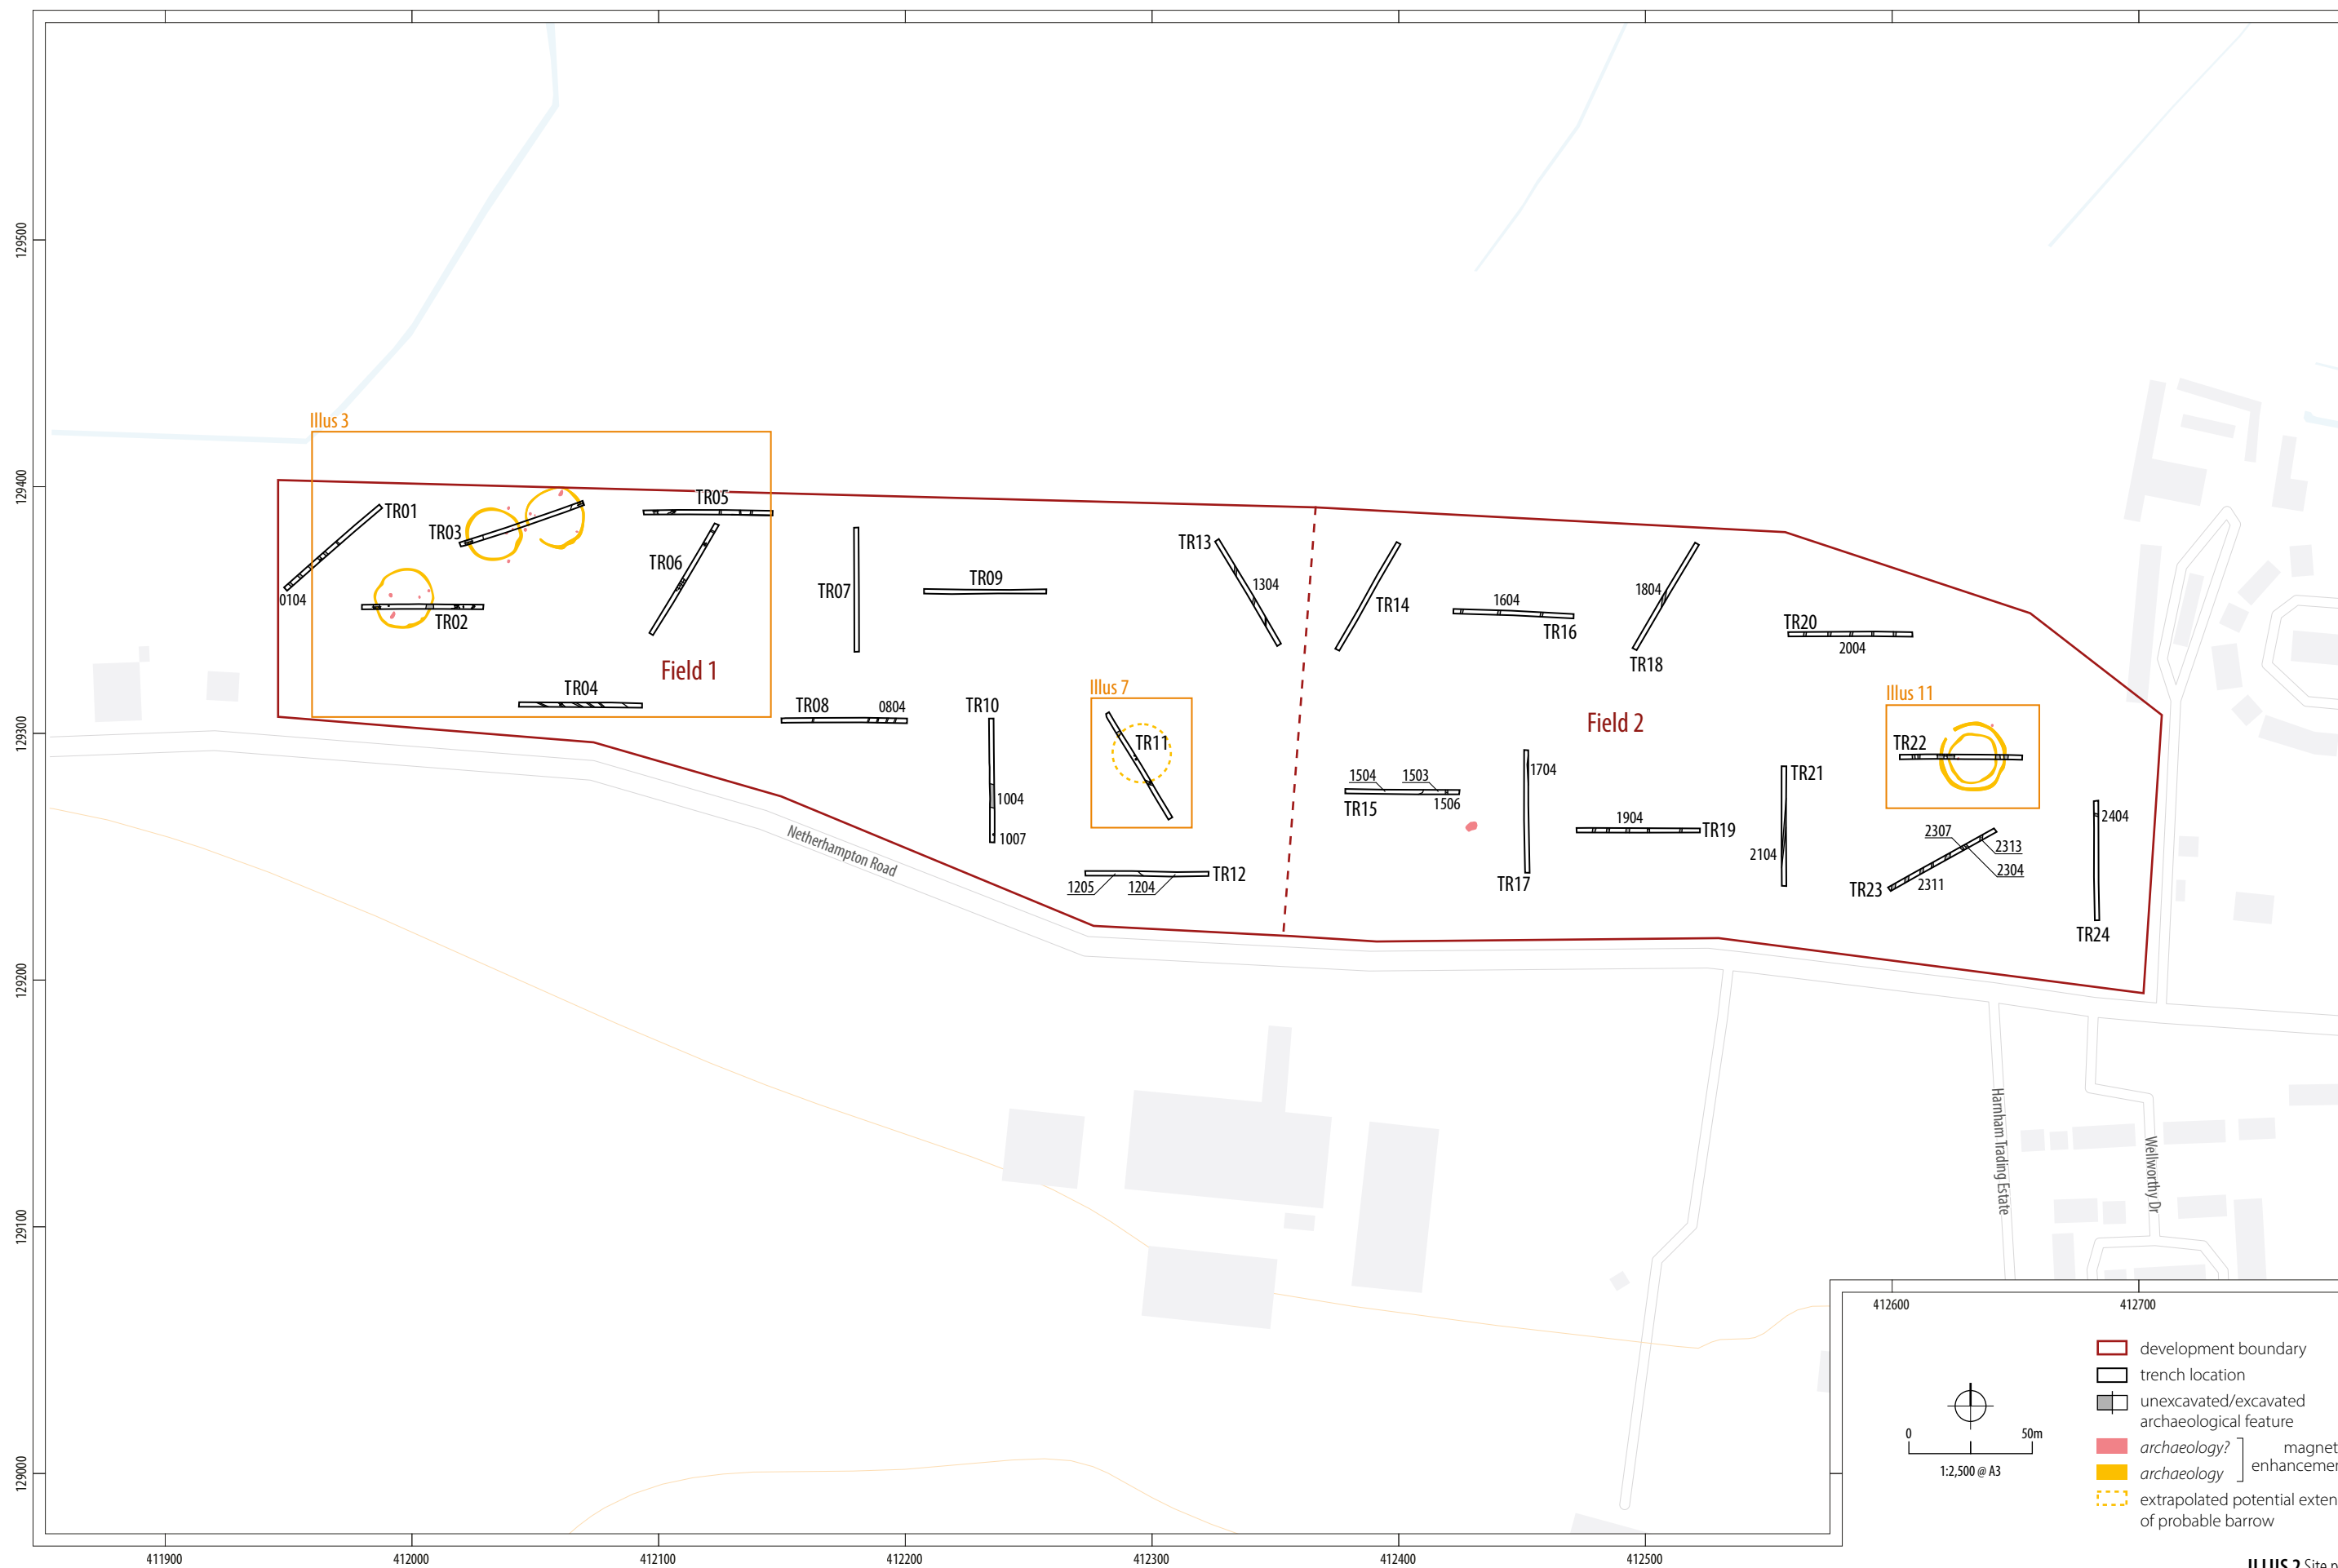 129500
129400
129300
129200
129100
129000
Illus 3
TR01
0104
TR03
TR02
TR05
TR06
Field 1
TR04
TR07
TR08
0804
TR09
TR10
1004
1007
Illus 7
TR11
TR12
1205
1204
TR13
1304
TR14
1604
TR16
1804
TR18
TR20
2004
Field 2
1504
1503
TR15
1506
1704
TR17
1904
TR19
TR21
2104
Illus 11
TR22
2307
2313
2304
TR23
2311
2404
TR24
Netherhampton Road
Harnham Trading Estate
Wellworthy Dr
412600
412700
0
50m
1:2,500 @ A3
development boundary
trench location
unexcavated/excavated
archaeological feature
archaeology?
archaeology
extrapolated potential
of probable barrow
411900
412000
412100
412200
412300
412400
412500
ILLUS 2 Site